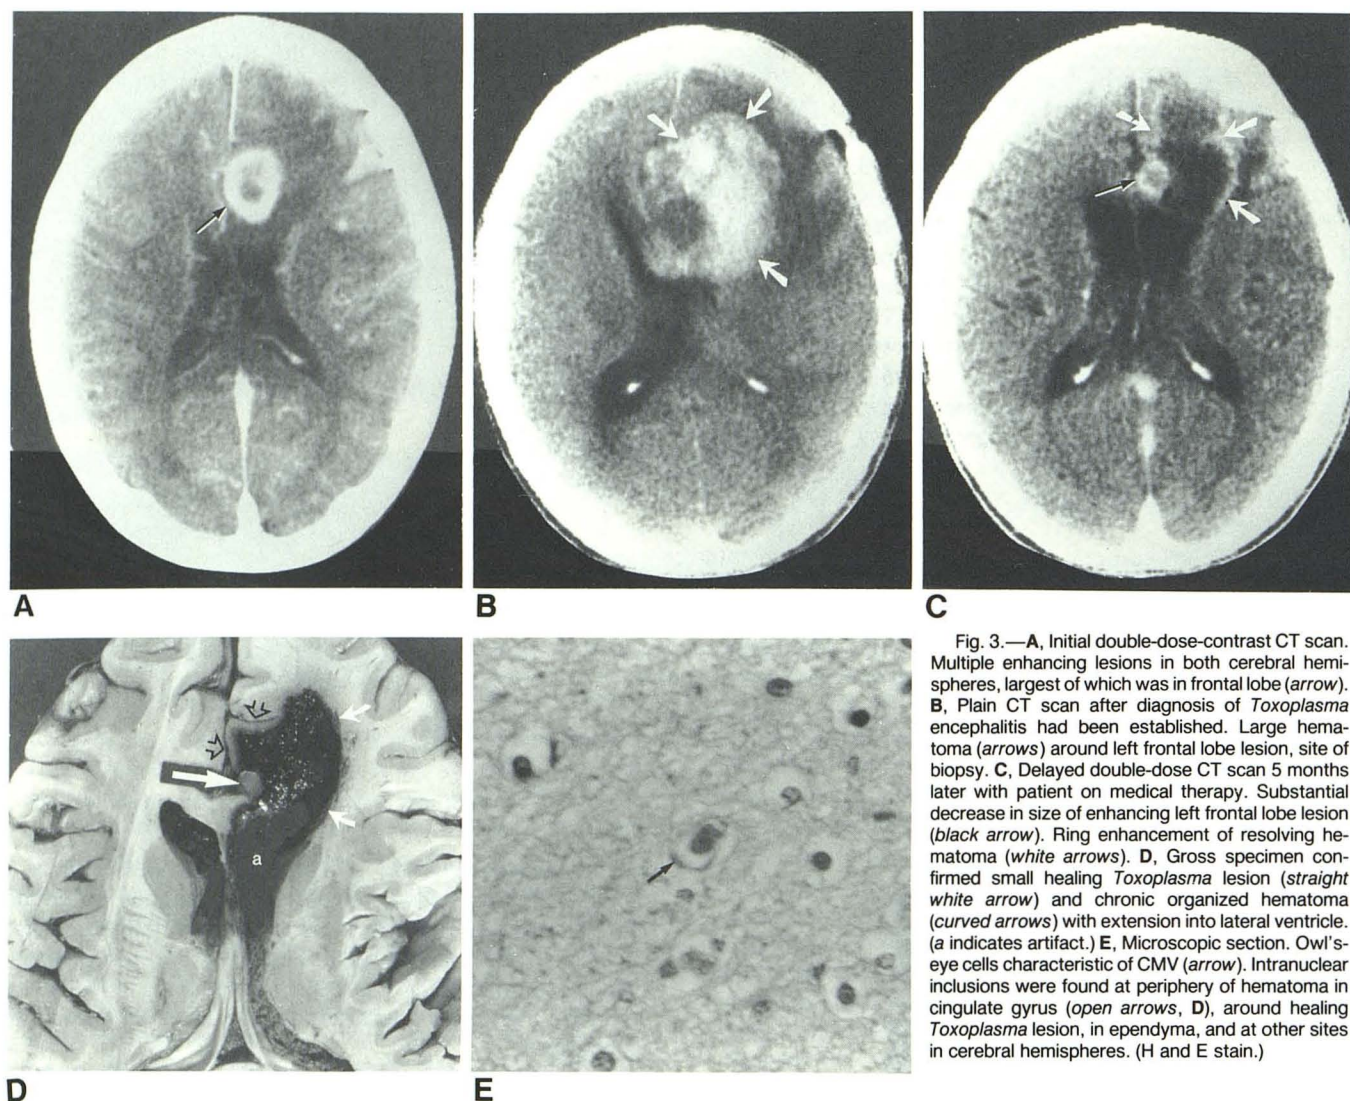 A
B
C
a
D
E
Fig. 3.—A, Initial double-dose-contrast CT scan.
Multiple enhancing lesions in both cerebral hemi-
spheres, largest of which was in frontal lobe (arrow).
B, Plain CT scan after diagnosis of Toxoplasma
encephalitis had been established. Large hema-
toma (arrows) around left frontal lobe lesion, site of
biopsy. C, Delayed double-dose CT scan 5 months
later with patient on medical therapy. Substantial
decrease in size of enhancing left frontal lobe lesion
(black arrow). Ring enhancement of resolving he-
matoma (white arrows). D, Gross specimen con-
firmed small healing Toxoplasma lesion (straight
white arrow) and chronic organized hematoma
(curved arrows) with extension into lateral ventricle.
(a indicates artifact.) E, Microscopic section. Owl's-
eye cells characteristic of CMV (arrow). Intranuclear
inclusions were found at periphery of hematoma in
cingulate gyrus (open arrows, D), around healing
Toxoplasma lesion, in ependyma, and at other sites
in cerebral hemispheres. (H and E stain.)